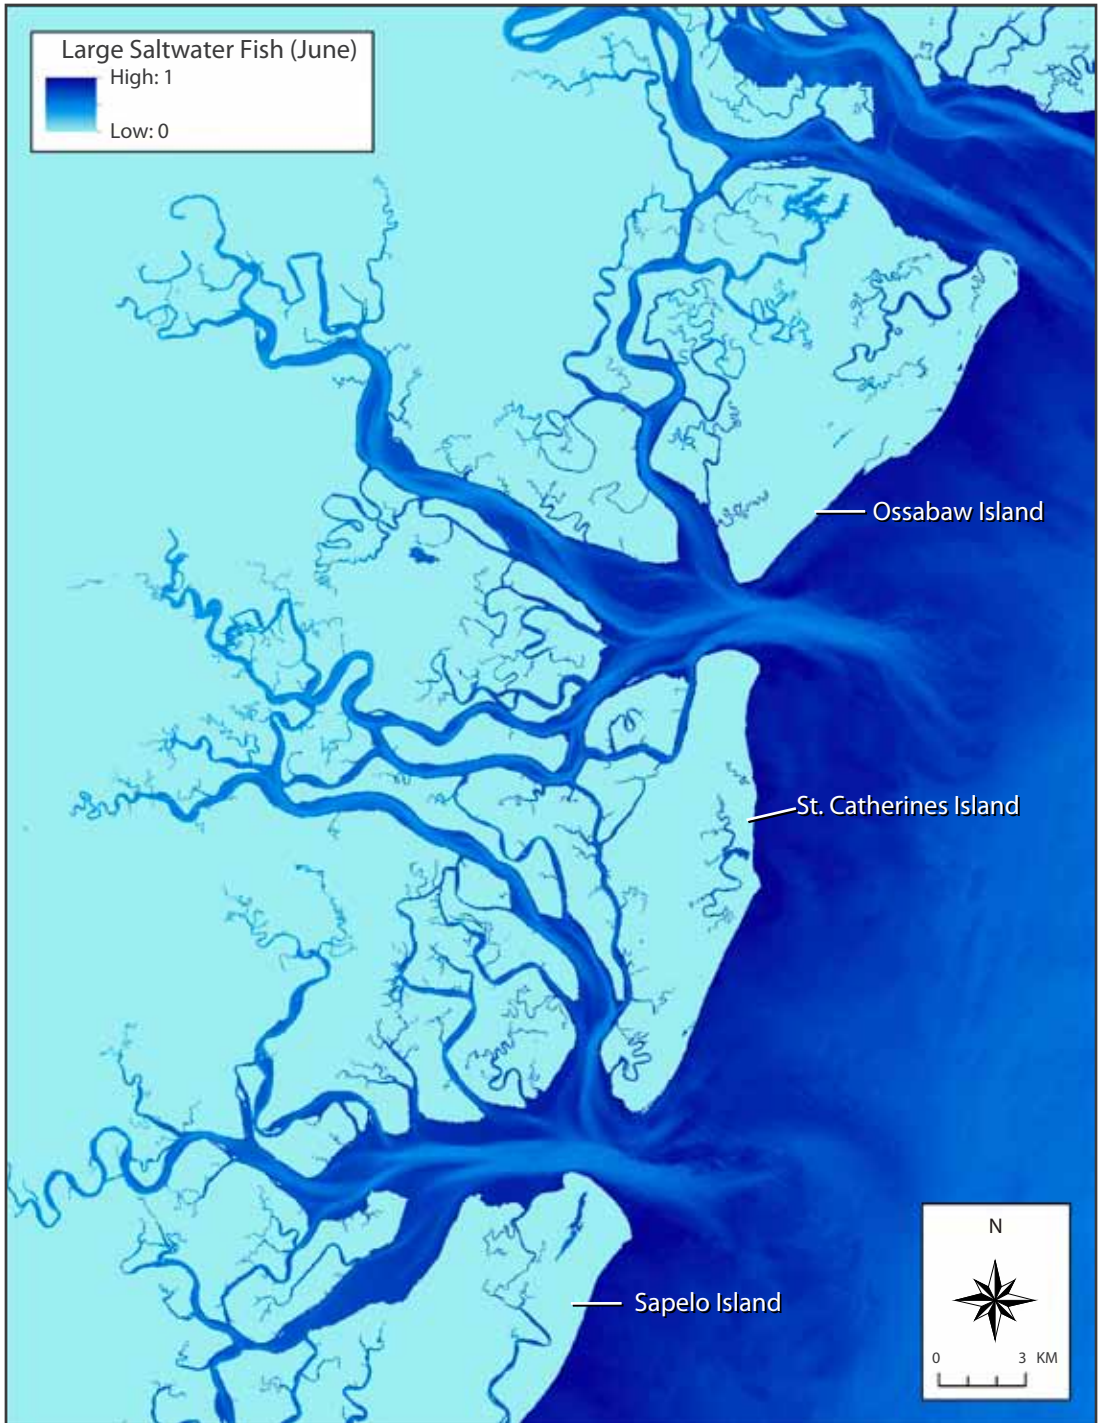 Large Saltwater Fish (June)
High: 1
Low: 0
Ossabaw Island
St. Catherines Island
Sapelo Island
N
0 3 KM